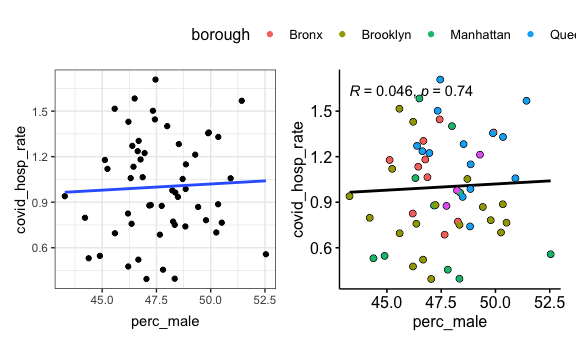 borough Bronx Brooklyn Manhattan Quee
R = 0.046, p = 0.74
covid_hosp_rate
1.5
1.2
0.9
0.6
45.0 47.5 50.0 52.5
perc_male
covid_hosp_rate
1.5
1.2
0.9
0.6
45.0 47.5 50.0 52.5
perc_male